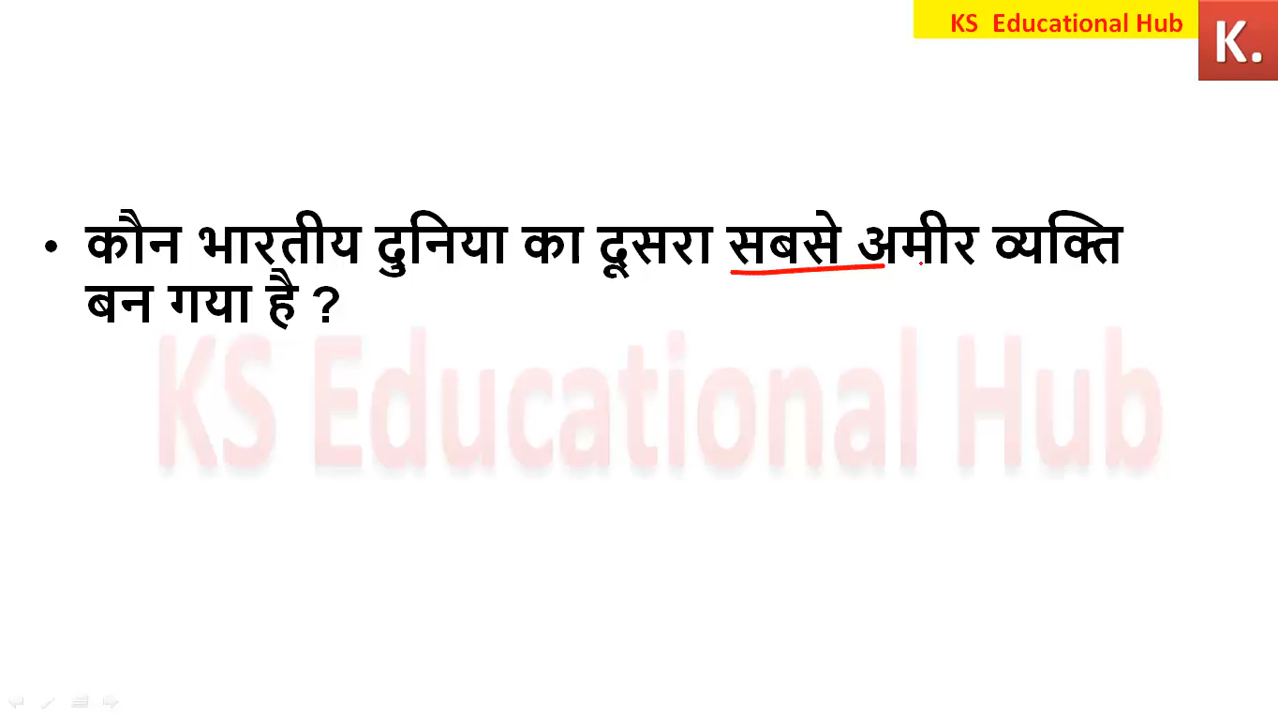 KS Educational Hub
K.
• कौन भारतीय दुनिया का दूसरा सबसे अमीर व्यक्ति
बन गया है ?
KS Educational Hub